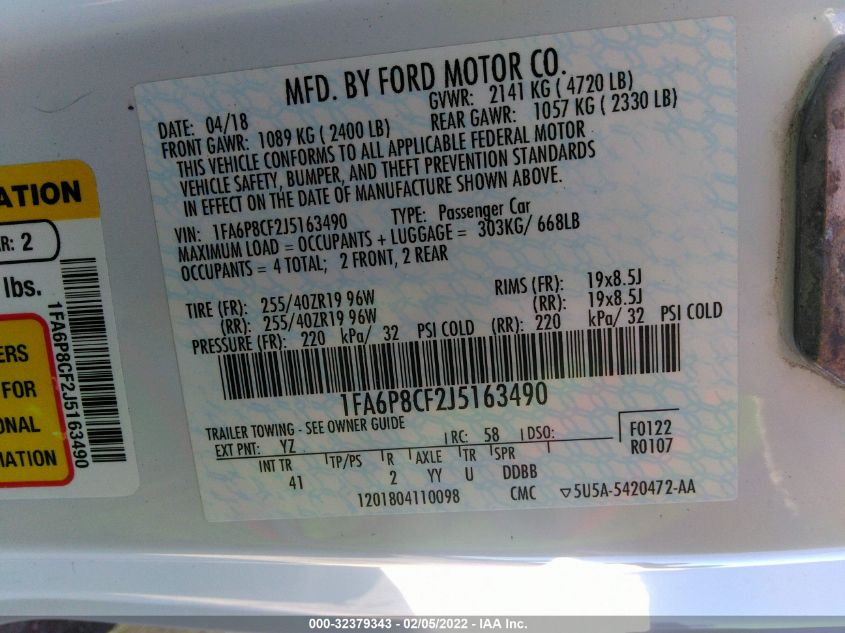 MFD. BY FORD MOTOR CO.
DATE: 04/18 GVWR: 2141 KG ( 4720 LB)
FRONT GAWR: 1089 KG ( 2400 LB) REAR GAWR: 1057 KG ( 2330 LB)
THIS VEHICLE CONFORMS TO ALL APPLICABLE FEDERAL MOTOR
VEHICLE SAFETY, BUMPER, AND THEFT PREVENTION STANDARDS
IN EFFECT ON THE DATE OF MANUFACTURE SHOWN ABOVE.
VIN: 1FA6P8CF2J5163490 TYPE: Passenger Car
MAXIMUM LOAD = OCCUPANTS + LUGGAGE = 303KG/ 668LB
OCCUPANTS = 4 TOTAL; 2 FRONT, 2 REAR
TIRE (FR): 255/40ZR19 96W RIMS (FR): 19x8.5J
(RR): 255/40ZR19 96W (RR): 19x8.5J
PRESSURE (FR): 220 kPa/ 32 PSI COLD (RR): 220 kPa/ 32 PSI COLD
1FA6P8CF2J5163490
TRAILER TOWING - SEE OWNER GUIDE
EXT PNT: YZ RC: 58 DSO: F0122
R0107
INT TR TP/PS R AXLE TR SPR
41 2 YY U DDBB
1201804110098 CMC ▽5U5A-5420472-AA
ATION
R: 2
lbs.
ERS
FOR
ONAL
MATION
1FA6P8CF2J5163490
000-32379343 - 02/05/2022 - IAA Inc.